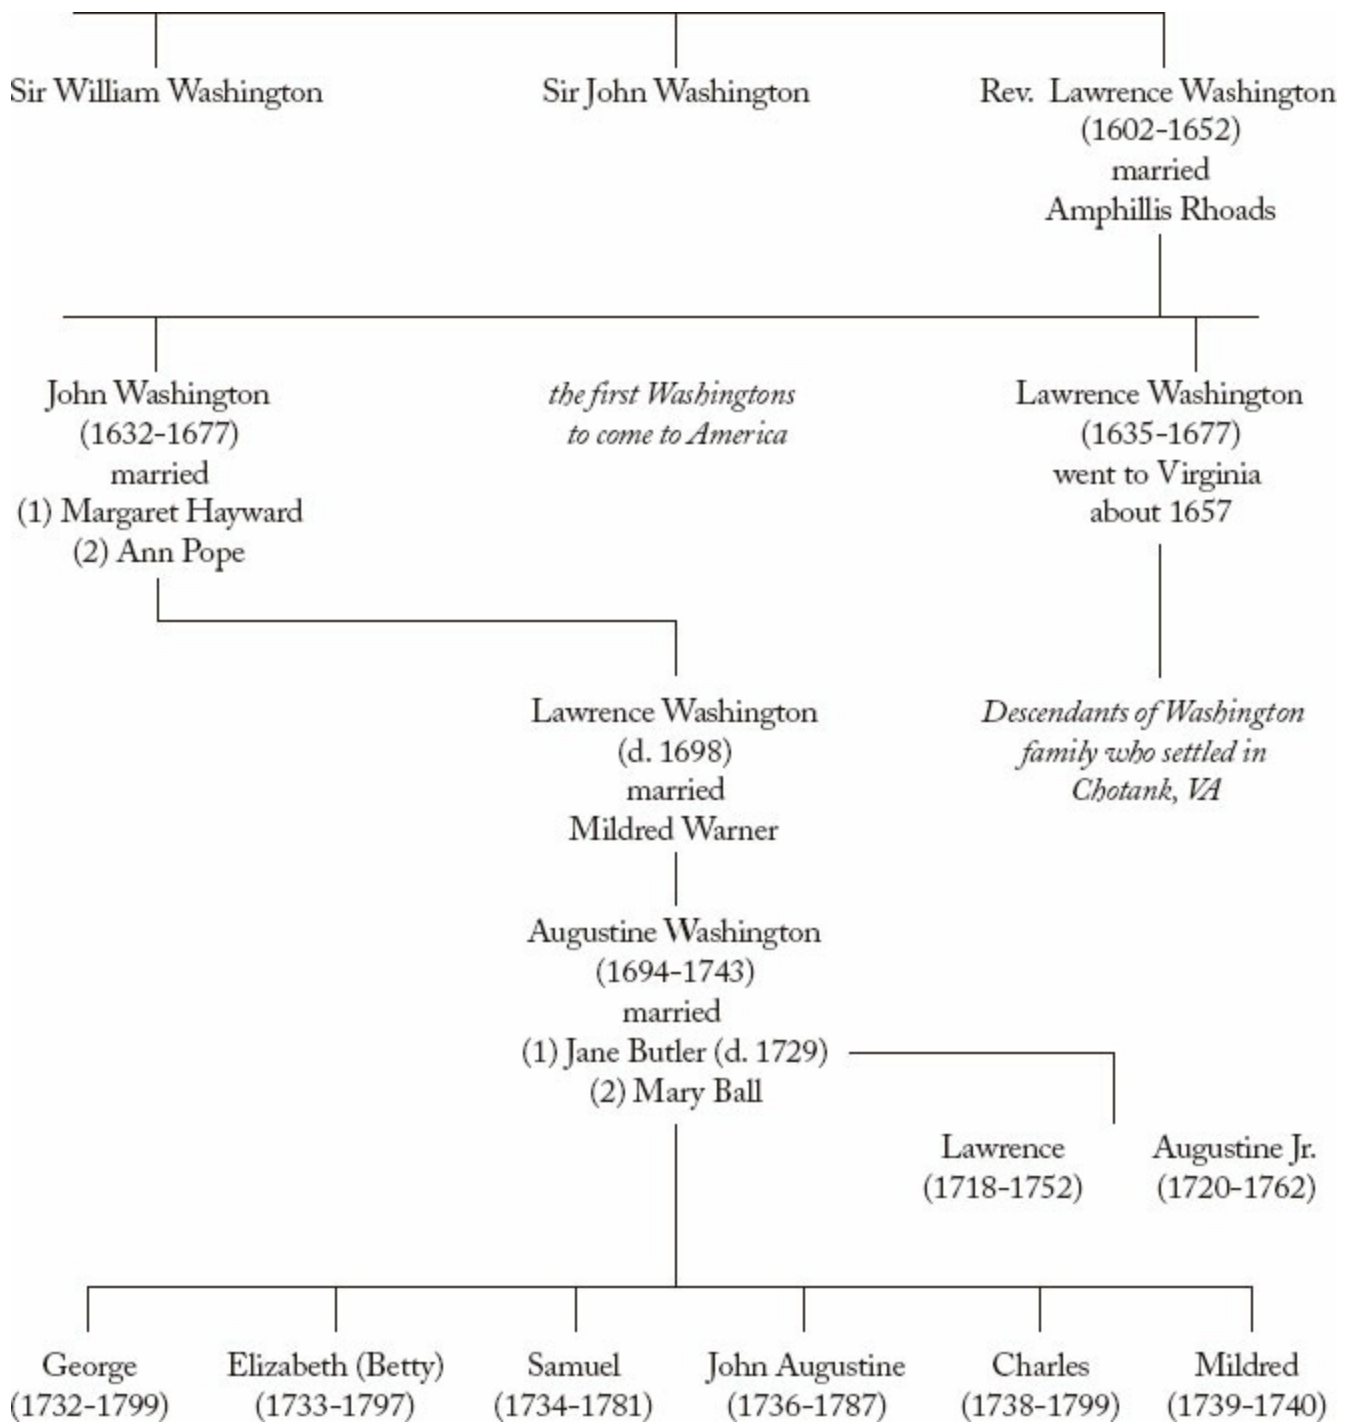 Sir William Washington
Sir John Washington
Rev. Lawrence Washington
(1602-1652)
married
Amphillis Rhoads
John Washington
(1632-1677)
married
(1) Margaret Hayward
(2) Ann Pope
the first Washingtons
to come to America
Lawrence Washington
(1635-1677)
went to Virginia
about 1657
Lawrence Washington
(d. 1698)
married
Mildred Warner
Descendants of Washington
family who settled in
Chotank, VA
Augustine Washington
(1694-1743)
married
(1) Jane Butler (d. 1729)
(2) Mary Ball
Lawrence
(1718-1752)
Augustine Jr.
(1720-1762)
George
(1732-1799)
Elizabeth (Betty)
(1733-1797)
Samuel
(1734-1781)
John Augustine
(1736-1787)
Charles
(1738-1799)
Mildred
(1739-1740)